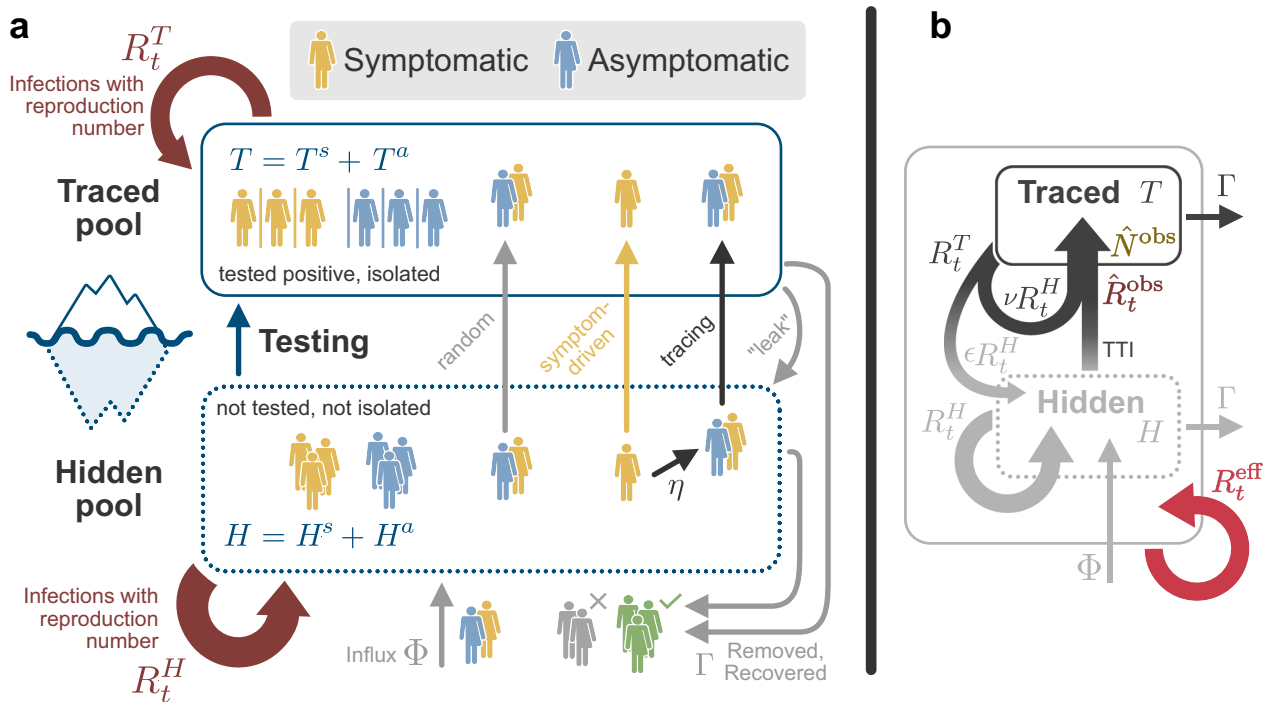 a
b
Symptomatic
Asymptomatic
R_t^T
Infections with
reproduction
number
Traced
pool
T = T^s + T^a
tested positive, isolated
Testing
random
symptom-
driven
tracing
"leak"
not tested, not isolated
Hidden
pool
η
H = H^s + H^a
Infections with
reproduction
number
R_t^H
Influx Φ
Γ
Removed,
Recovered
Traced T
Γ
N̂^obs
R_t^T
νR_t^H
R̂_t^obs
TTI
ϵR_t^H
Hidden
H
Γ
R_t^H
R_t^eff
Φ